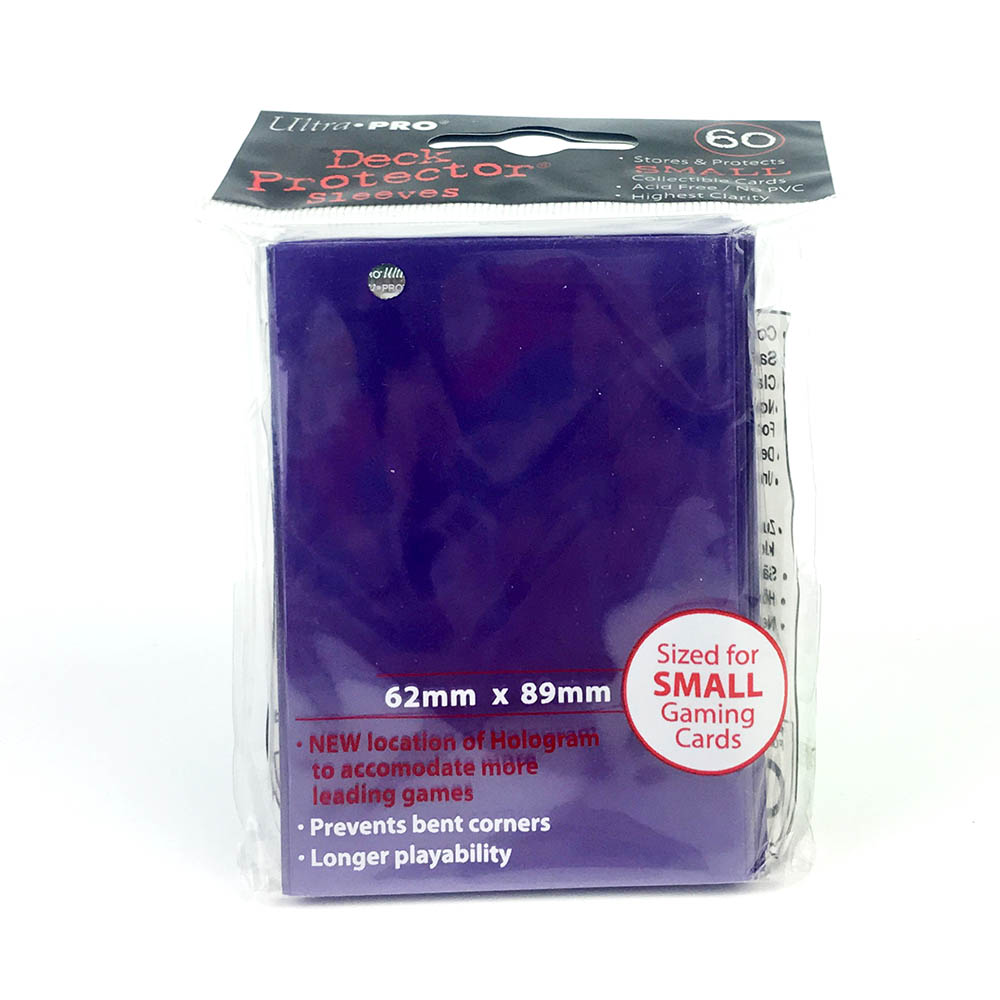 Ultra•PRO®
Deck
Protector®
Sleeves
60
• Stores & Protects
SMALL
Collectible Cards
• Acid Free / No PVC
• Highest Clarity
62mm x 89mm
Sized for
SMALL
Gaming
Cards
• NEW location of Hologram
to accomodate more
leading games
• Prevents bent corners
• Longer playability